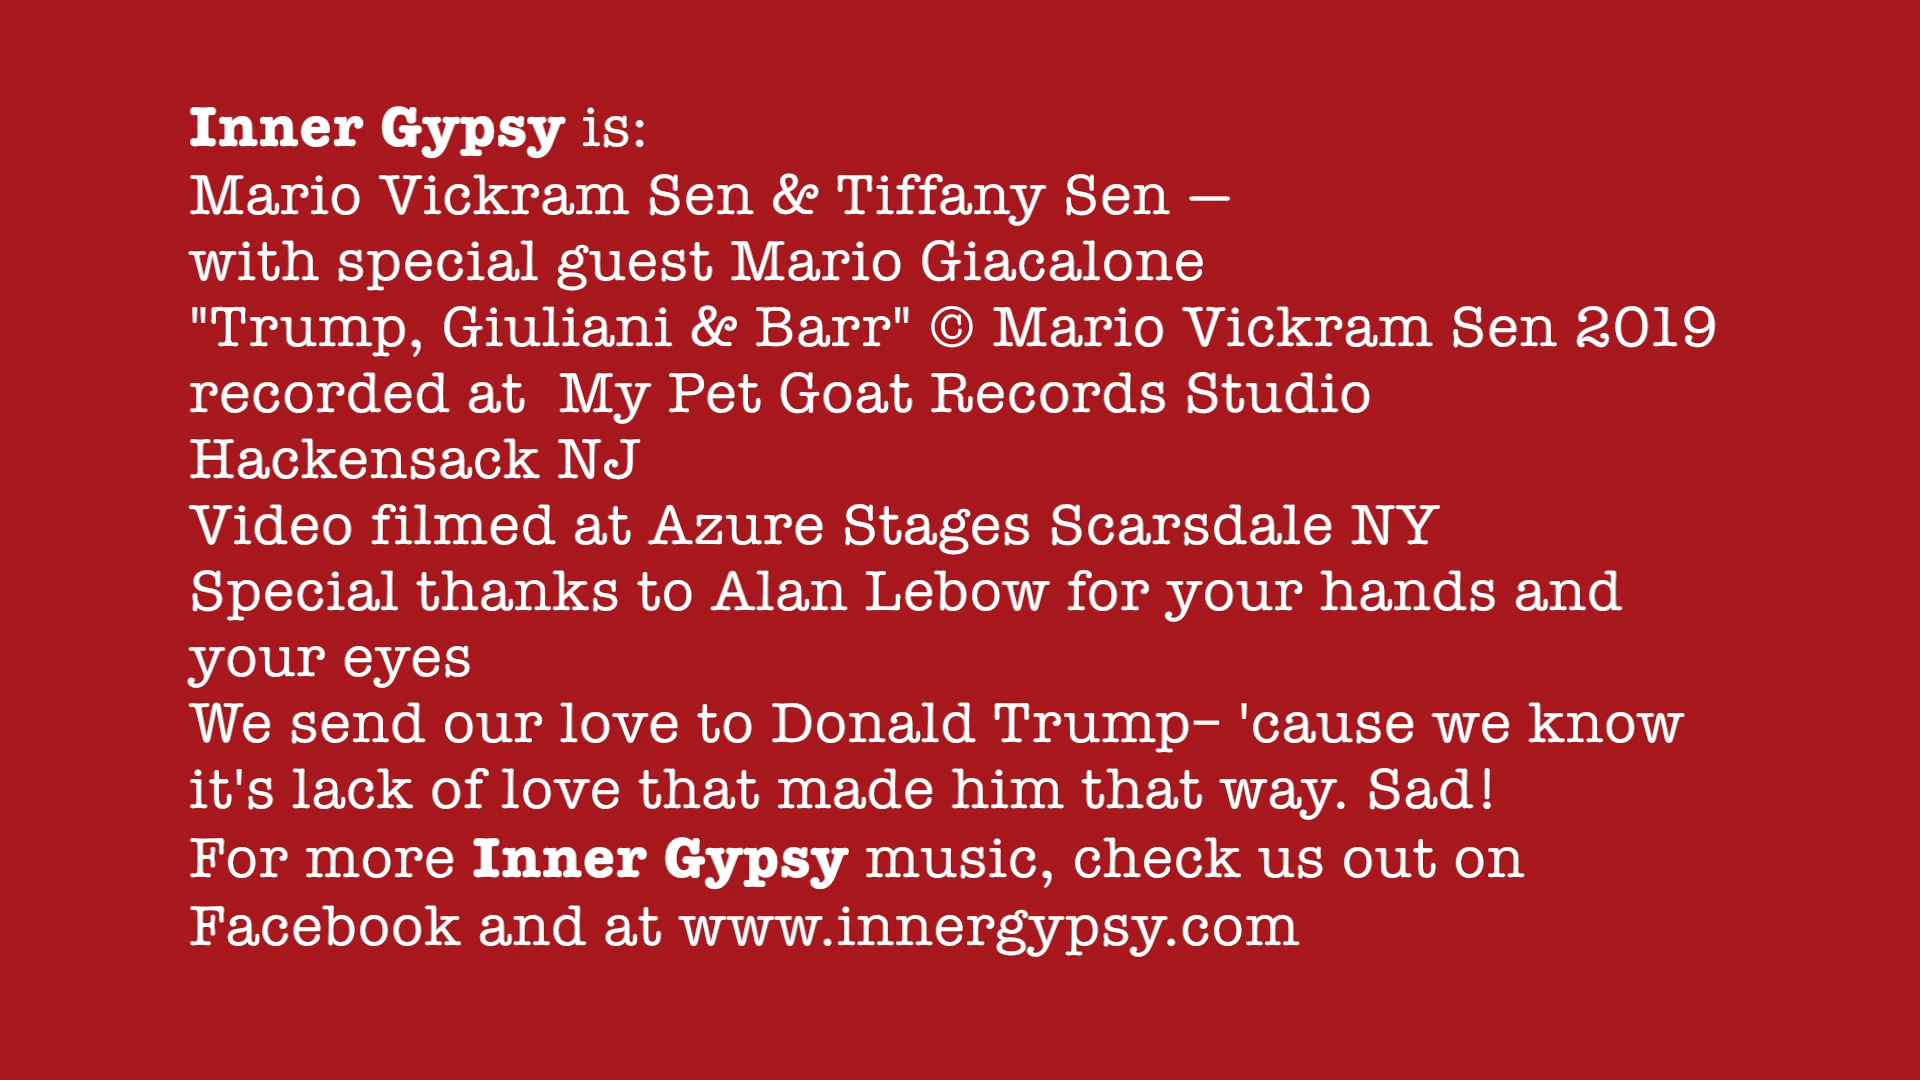 Inner Gypsy is:
Mario Vickram Sen & Tiffany Sen —
with special guest Mario Giacalone
"Trump, Giuliani & Barr" © Mario Vickram Sen 2019
recorded at  My Pet Goat Records Studio
Hackensack NJ
Video filmed at Azure Stages Scarsdale NY
Special thanks to Alan Lebow for your hands and
your eyes
We send our love to Donald Trump– 'cause we know
it's lack of love that made him that way. Sad!
For more Inner Gypsy music, check us out on
Facebook and at www.innergypsy.com